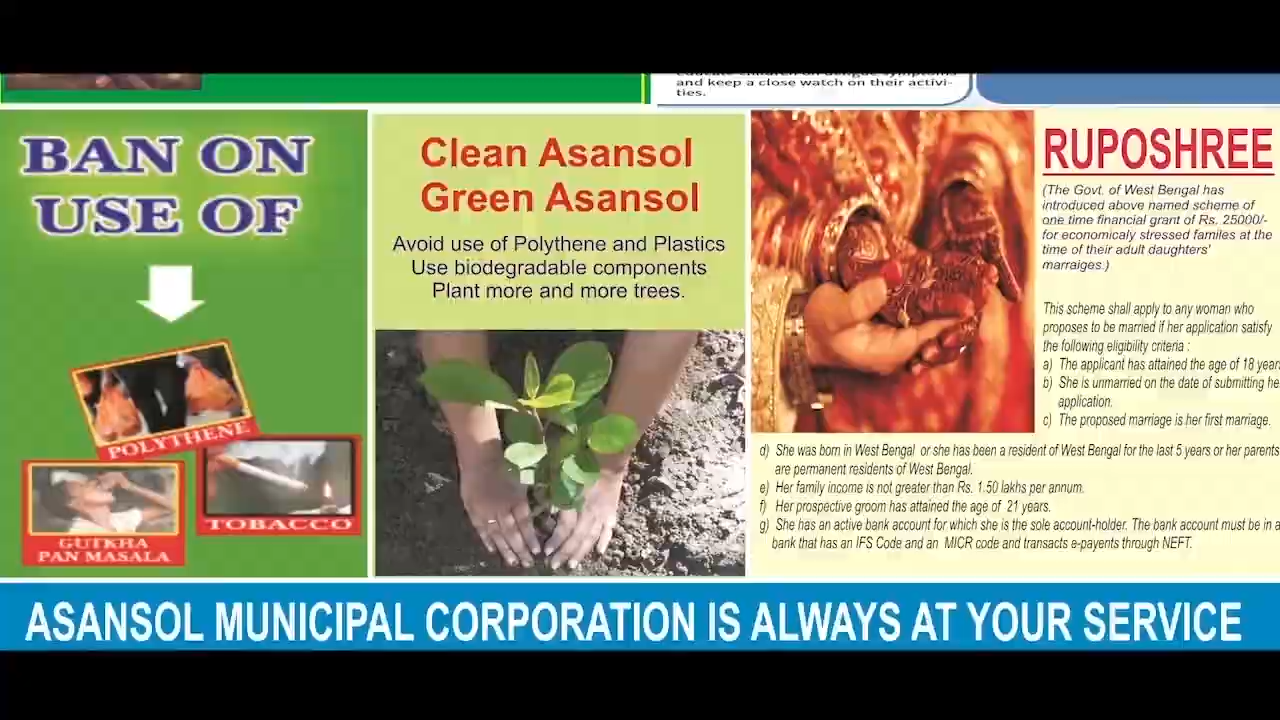 and keep a close watch on their activi-
ties.
BAN ON
USE OF
POLYTHENE
TOBACCO
GUTKHA
PAN MASALA
Clean Asansol
Green Asansol
Avoid use of Polythene and Plastics
Use biodegradable components
Plant more and more trees.
RUPOSHREE
(The Govt. of West Bengal has
introduced above named scheme of
one time financial grant of Rs. 25000/-
for economicaly stressed familes at the
time of their adult daughters'
marraiges.)
This scheme shall apply to any woman who
proposes to be married if her application satisfy
the following eligibility criteria :
a) The applicant has attained the age of 18 year
b) She is unmarried on the date of submitting he
application.
c) The proposed marriage is her first marriage.
d) She was born in West Bengal or she has been a resident of West Bengal for the last 5 years or her parents
are permanent residents of West Bengal.
e) Her family income is not greater than Rs. 1.50 lakhs per annum.
f) Her prospective groom has attained the age of 21 years.
g) She has an active bank account for which she is the sole account-holder. The bank account must be in a
bank that has an IFS Code and an MICR code and transacts e-payents through NEFT.
ASANSOL MUNICIPAL CORPORATION IS ALWAYS AT YOUR SERVICE